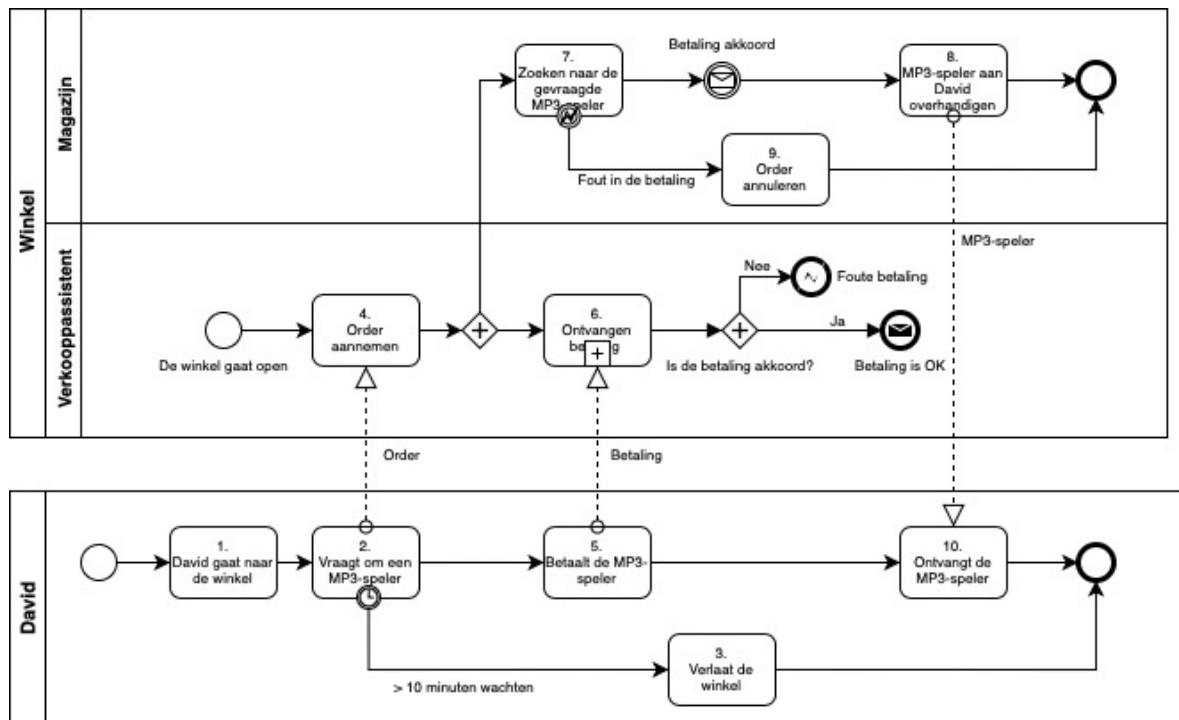 Winkel
Magazijn
7.
Zoeken naar de
gevraagde
MP3-speler
Betaling akkoord
8.
MP3-speler aan
David
overhandigen
Fout in de betaling
9.
Order
annuleren
MP3-speler
Verkooppassistent
De winkel gaat open
4.
Order
aannemen
6.
Ontvangen
Is de betaling akkoord?
Nee
Foute betaling
Ja
Betaling is OK
Order
Betaling
David
1.
David gaat naar
de winkel
2.
Vraagt om een
MP3-speler
> 10 minuten wachten
3.
Verlaat de
winkel
5.
Betaalt de MP3-
speler
10.
Ontvangt de
MP3-speler